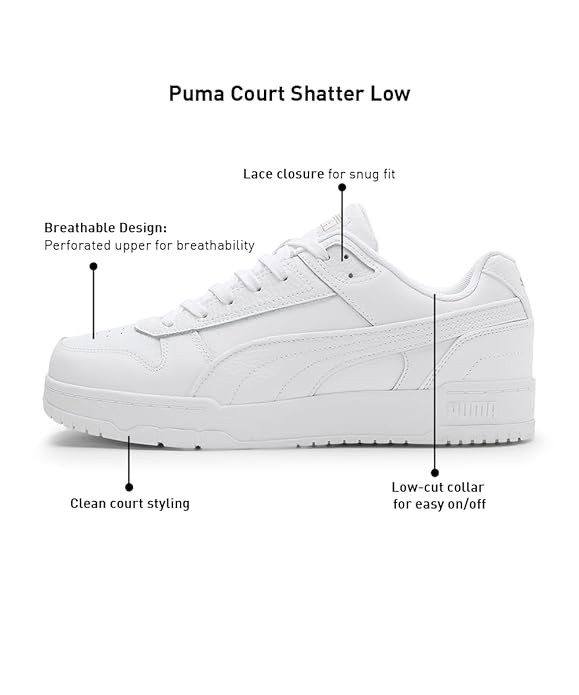 Puma Court Shatter Low
Lace closure for snug fit
Breathable Design:
Perforated upper for breathability
PUMA
Clean court styling
Low-cut collar
for easy on/off